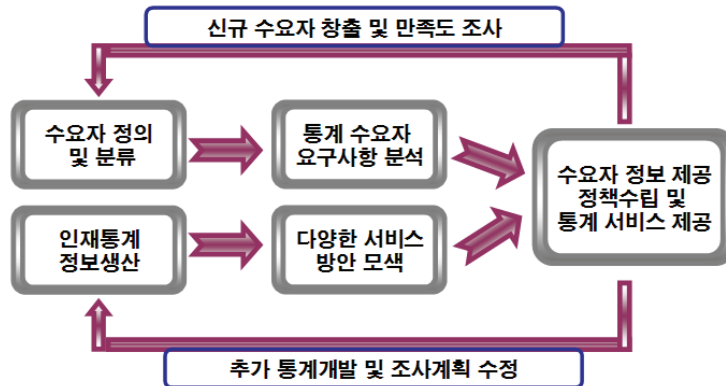 신규 수요자 창출 및 만족도 조사
수요자 정의
및 분류
통계 수요자
요구사항 분석
수요자 정보 제공
정책수립 및
통계 서비스 제공
인재통계
정보생산
다양한 서비스
방안 모색
추가 통계개발 및 조사계획 수정